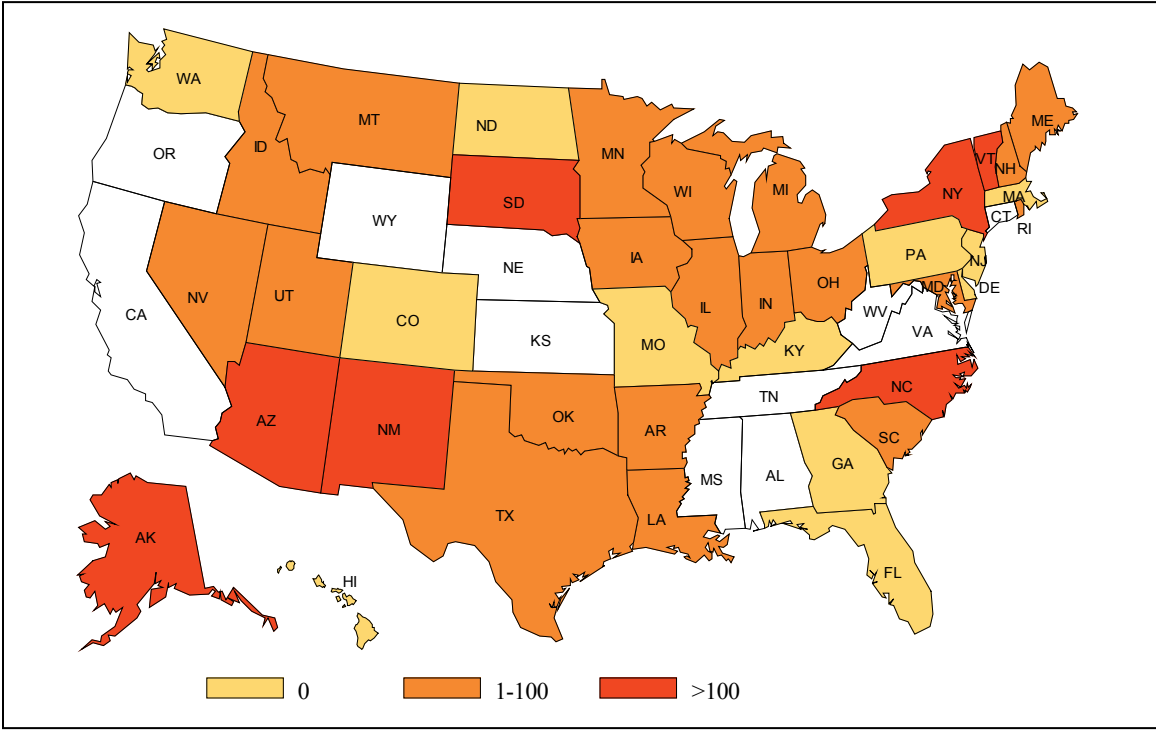 WA
MT
ND
ME
OR
ID
MN
VT
NH
WI
MI
NY
MA
SD
WY
CT
RI
IA
PA
NJ
NE
OH
DE
MD
NV
UT
IL
IN
WV
CA
CO
VA
KS
MO
KY
TN
NC
AZ
NM
OK
AR
SC
GA
MS
AL
TX
LA
AK
FL
HI
0
1-100
>100